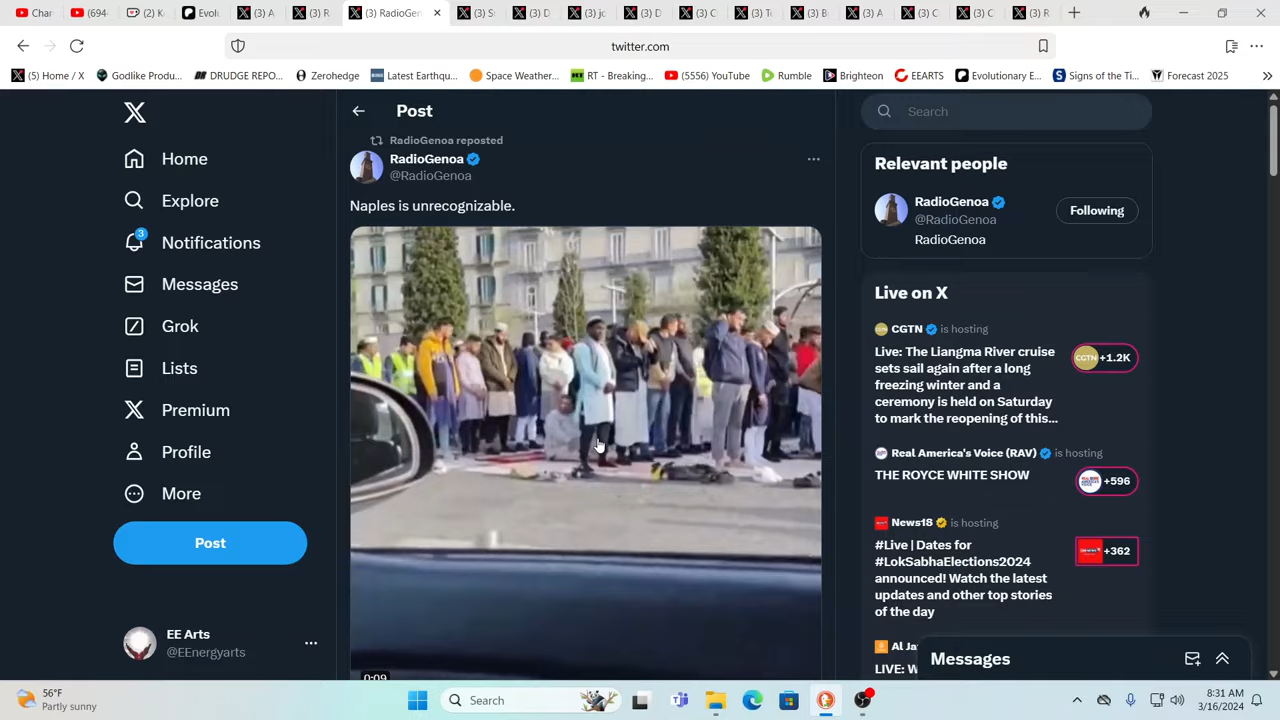 Char
(694
(2) K
Evol
(3) A
(3) R
(3) RadioGen
(3) S
(3) D
(3) jo
(3) D
(3) C
(3) T
(3) B
(3) A
(3) C
(3) C
(3) R
twitter.com
(5) Home / X
Godlike Produ...
DRUDGE REPO...
Zerohedge
Latest Earthqu...
Space Weather...
RT - Breaking...
(5556) YouTube
Rumble
Brighteon
EEARTS
Evolutionary E...
Signs of the Ti...
Forecast 2025
Home
Explore
3
Notifications
Messages
Grok
Lists
Premium
Profile
More
Post
EE Arts
@EEnergyarts
Post
RadioGenoa reposted
RadioGenoa
@RadioGenoa
Naples is unrecognizable.
0:09
Search
Relevant people
RadioGenoa
@RadioGenoa
Following
RadioGenoa
Live on X
CGTN is hosting
Live: The Liangma River cruise
sets sail again after a long
freezing winter and a
ceremony is held on Saturday
to mark the reopening of this...
CGTN +1.2K
Real America's Voice (RAV) is hosting
THE ROYCE WHITE SHOW
+596
News18 is hosting
#Live | Dates for
#LokSabhaElections2024
announced! Watch the latest
updates and other top stories
of the day
+362
Al Ja
LIVE: W
Messages
56°F
Partly sunny
Search
8:31 AM
3/16/2024